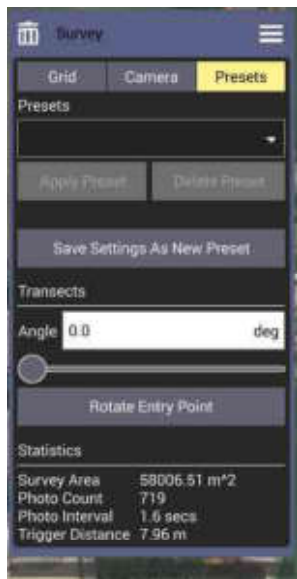 Survey
Grid Camera Presets
Presets
Apply Preset Delete Preset
Save Settings As New Preset
Transects
Angle 0.0 deg
Rotate Entry Point
Statistics
Survey Area 58006.51 m^2
Photo Count 719
Photo Interval 1.6 secs
Trigger Distance 7.96 m